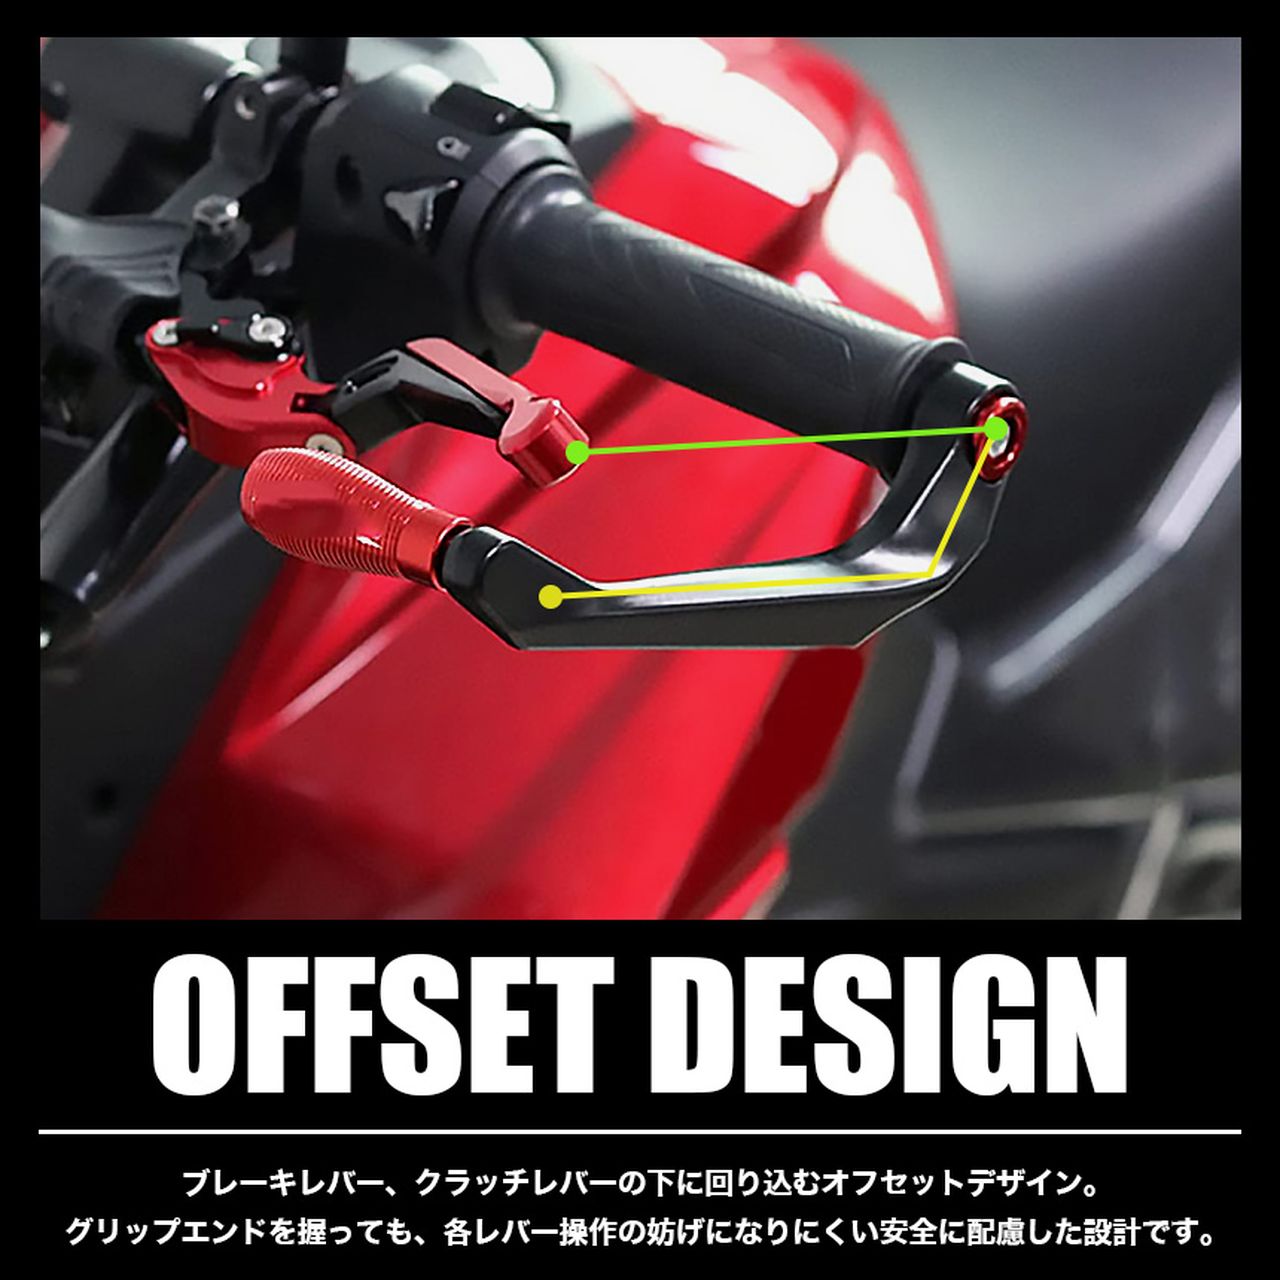 OFFSET DESIGN
ブレーキレバー、クラッチレバーの下に回り込むオフセットデザイン。
グリップエンドを握っても、各レバー操作の妨げになりにくい安全に配慮した設計です。